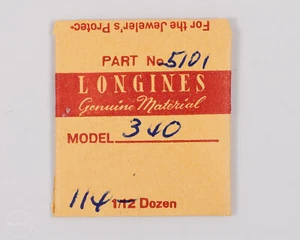 For the Jeweler's Protec-
PART No 5101
LONGINES
Genuine Material
MODEL 340
114 - 1/12 Dozen